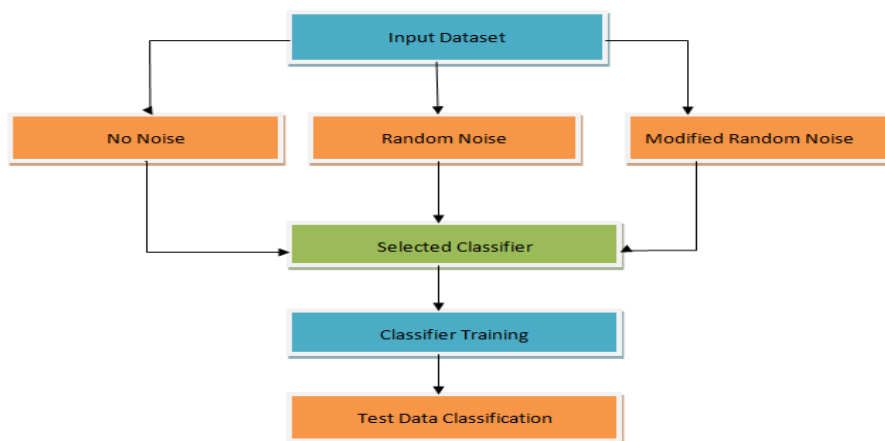 Input Dataset
No Noise
Random Noise
Modified Random Noise
Selected Classifier
Classifier Training
Test Data Classification